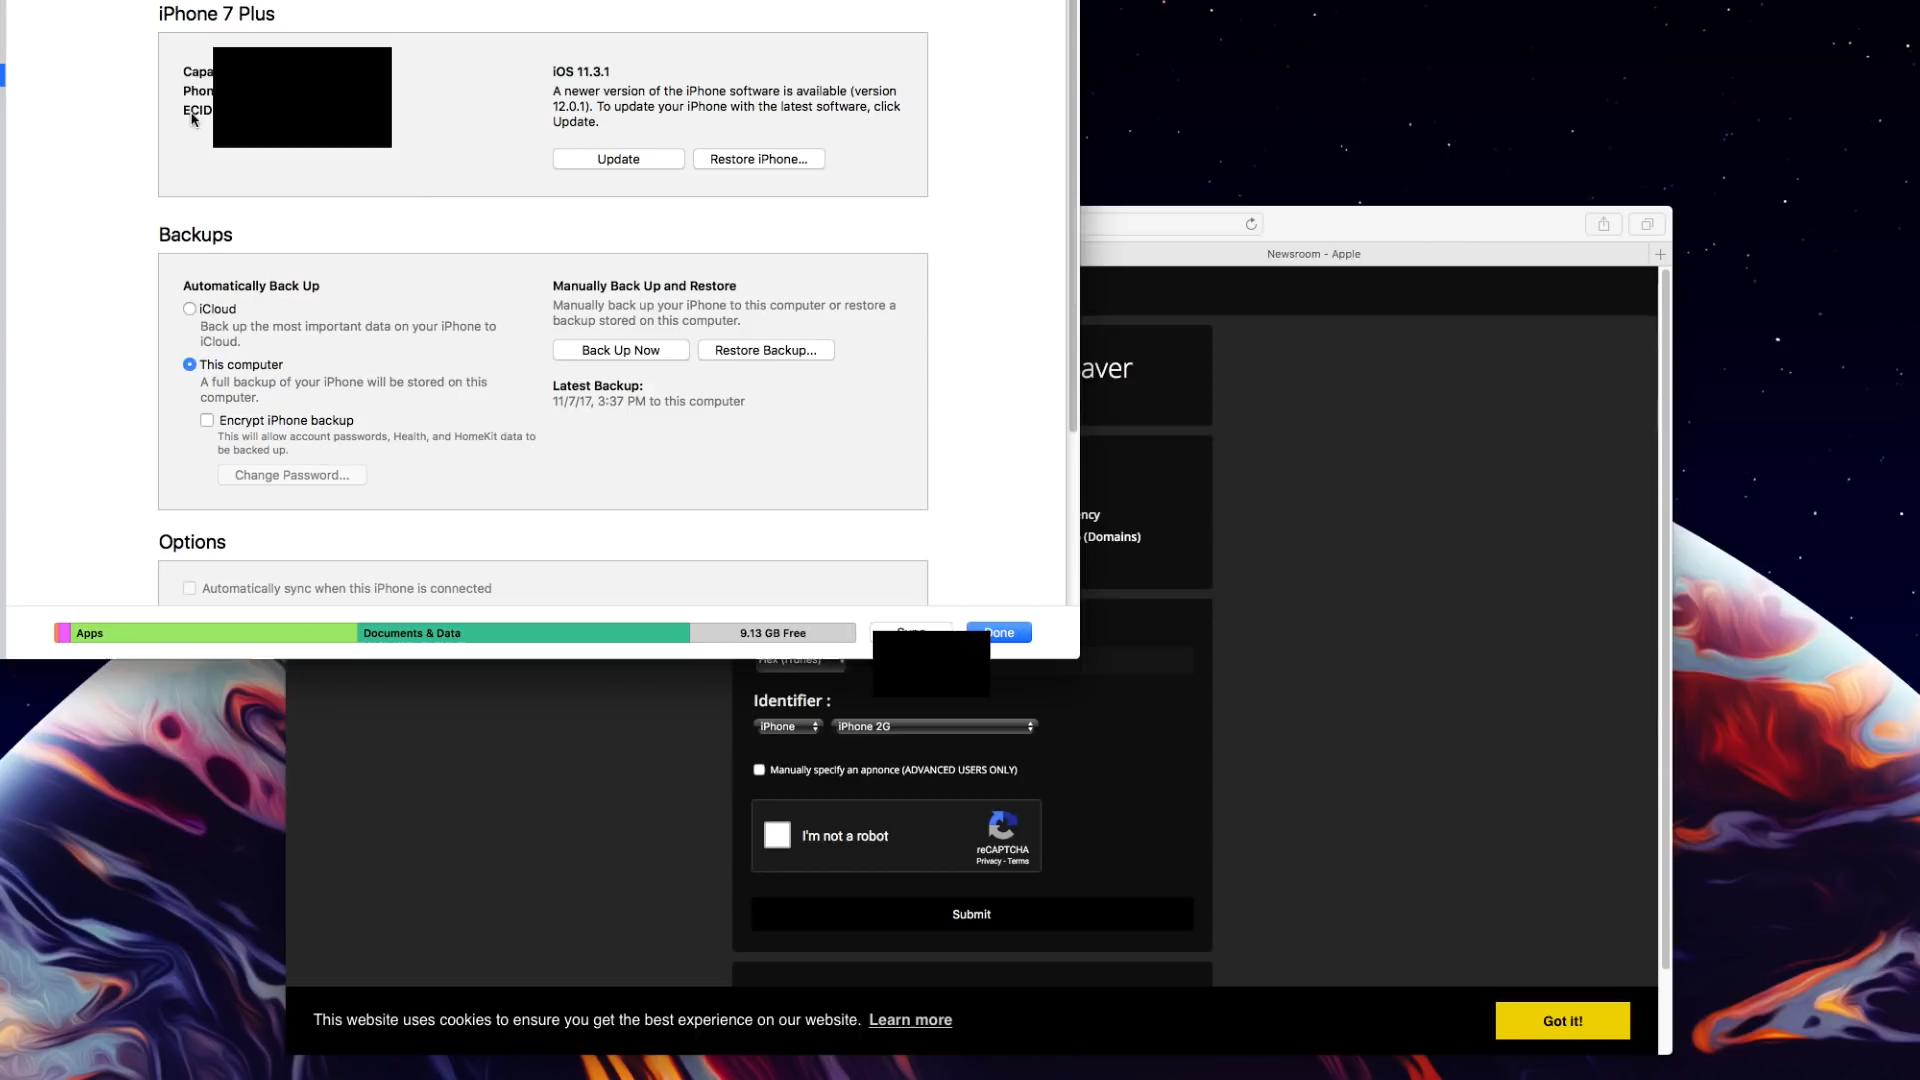 iPhone 7 Plus
Capa
Phon
ECID
iOS 11.3.1
A newer version of the iPhone software is available (version
12.0.1). To update your iPhone with the latest software, click
Update.
Update
Restore iPhone...
Backups
Automatically Back Up
iCloud
Back up the most important data on your iPhone to
iCloud.
This computer
A full backup of your iPhone will be stored on this
computer.
Encrypt iPhone backup
This will allow account passwords, Health, and HomeKit data to
be backed up.
Change Password...
Manually Back Up and Restore
Manually back up your iPhone to this computer or restore a
backup stored on this computer.
Back Up Now
Restore Backup...
Latest Backup:
11/7/17, 3:37 PM to this computer
Options
Automatically sync when this iPhone is connected
Apps
Documents & Data
9.13 GB Free
Done
Newsroom - Apple
aver
ncy
(Domains)
Hex (iTunes)
Identifier :
iPhone
iPhone 2G
Manually specify an apnonce (ADVANCED USERS ONLY)
I'm not a robot
reCAPTCHA
Privacy - Terms
Submit
This website uses cookies to ensure you get the best experience on our website. Learn more
Got it!